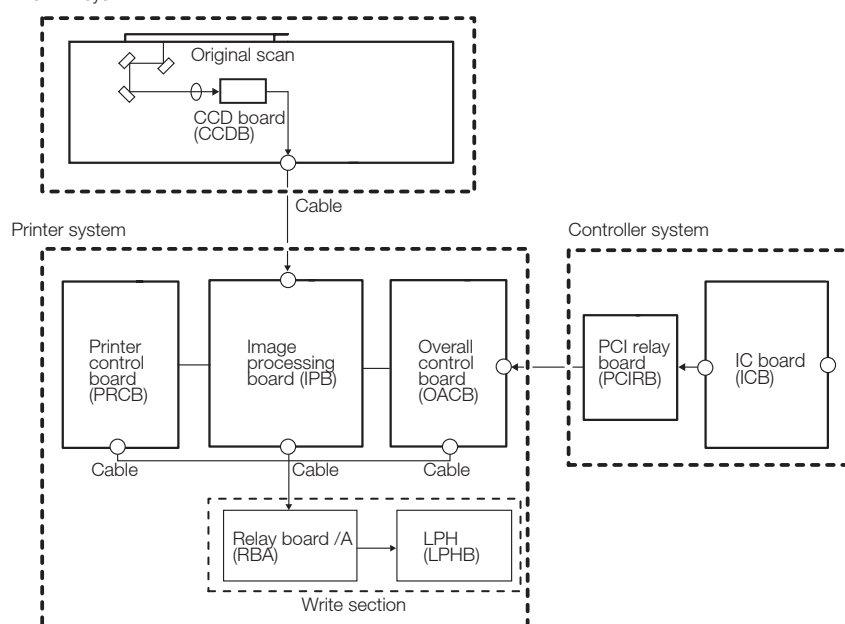 Original scan
CCD board
(CCDB)
Cable
Printer system
Controller system
Printer
control
board
(PRCB)
Image
processing
board (IPB)
Overall
control
board
(OACB)
PCI relay
board
(PCIRB)
IC board
(ICB)
Cable
Cable
Cable
Relay board /A
(RBA)
LPH
(LPHB)
Write section